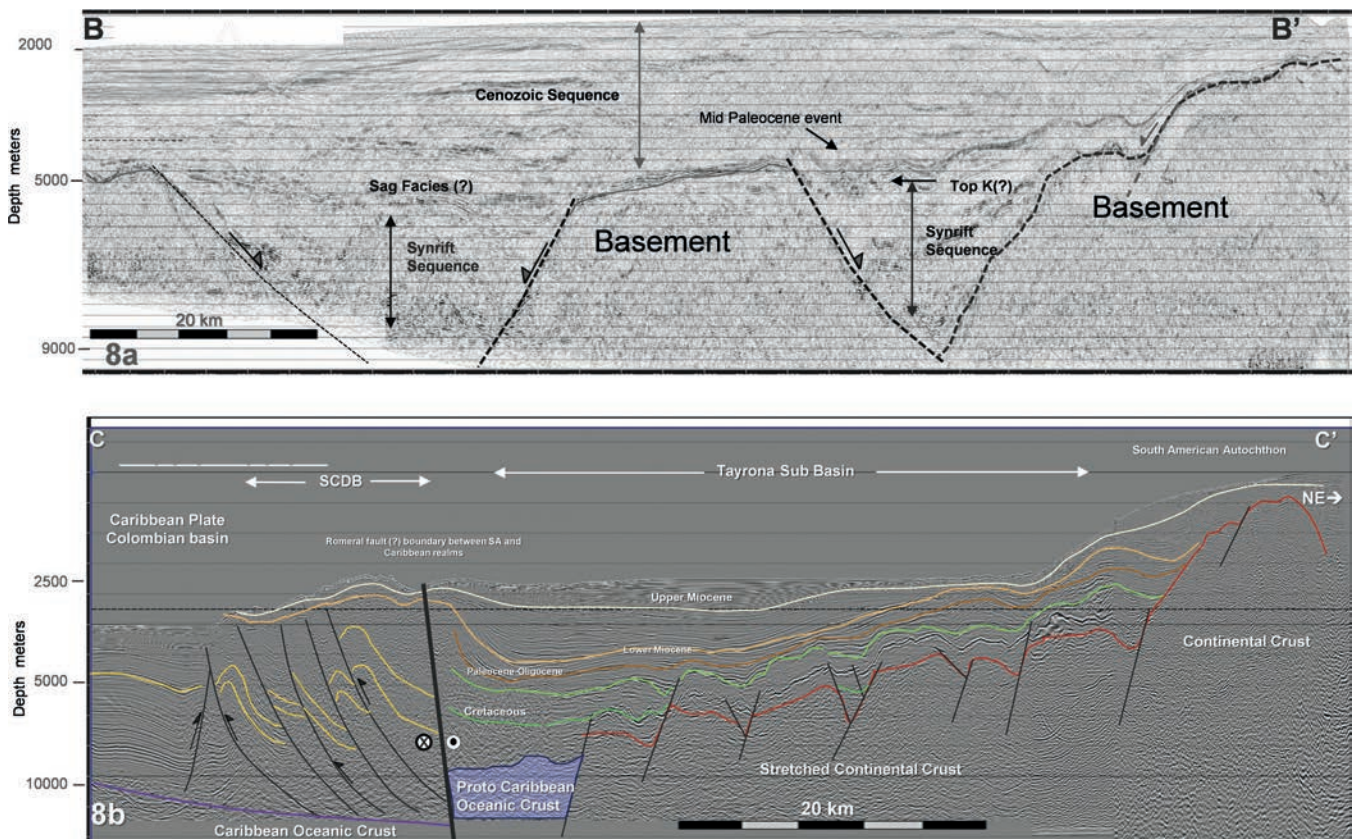 B
B'
2000
Cenozoic Sequence
Mid Paleocene event
Depth meters
5000
Sag Facies (?)
Top K(?)
Basement
Basement
Synrift
Sequence
Synrift
Sequence
20 km
9000
8a
C
C'
South American Autochthon
SCDB
Tayrona Sub Basin
NE
Caribbean Plate
Colombian basin
Romeral fault (?) boundary between SA and
Caribbean realms
2500
Upper Miocene
Depth meters
Lower Miocene
Continental Crust
Paleocene-Oligocene
5000
Cretaceous
Stretched Continental Crust
Proto Caribbean
Oceanic Crust
10000
20 km
8b
Caribbean Oceanic Crust